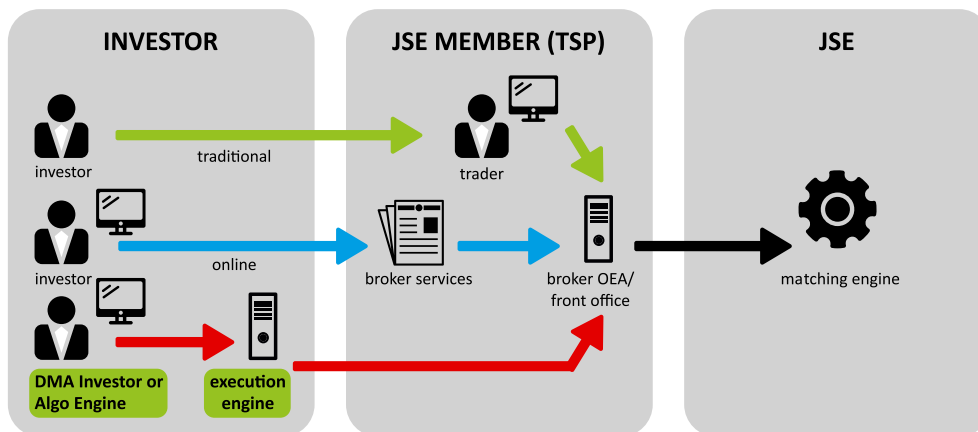 INVESTOR
JSE MEMBER (TSP)
JSE
investor
traditional
trader
investor
online
broker services
broker OEA/
front office
matching engine
DMA Investor or
Algo Engine
execution
engine